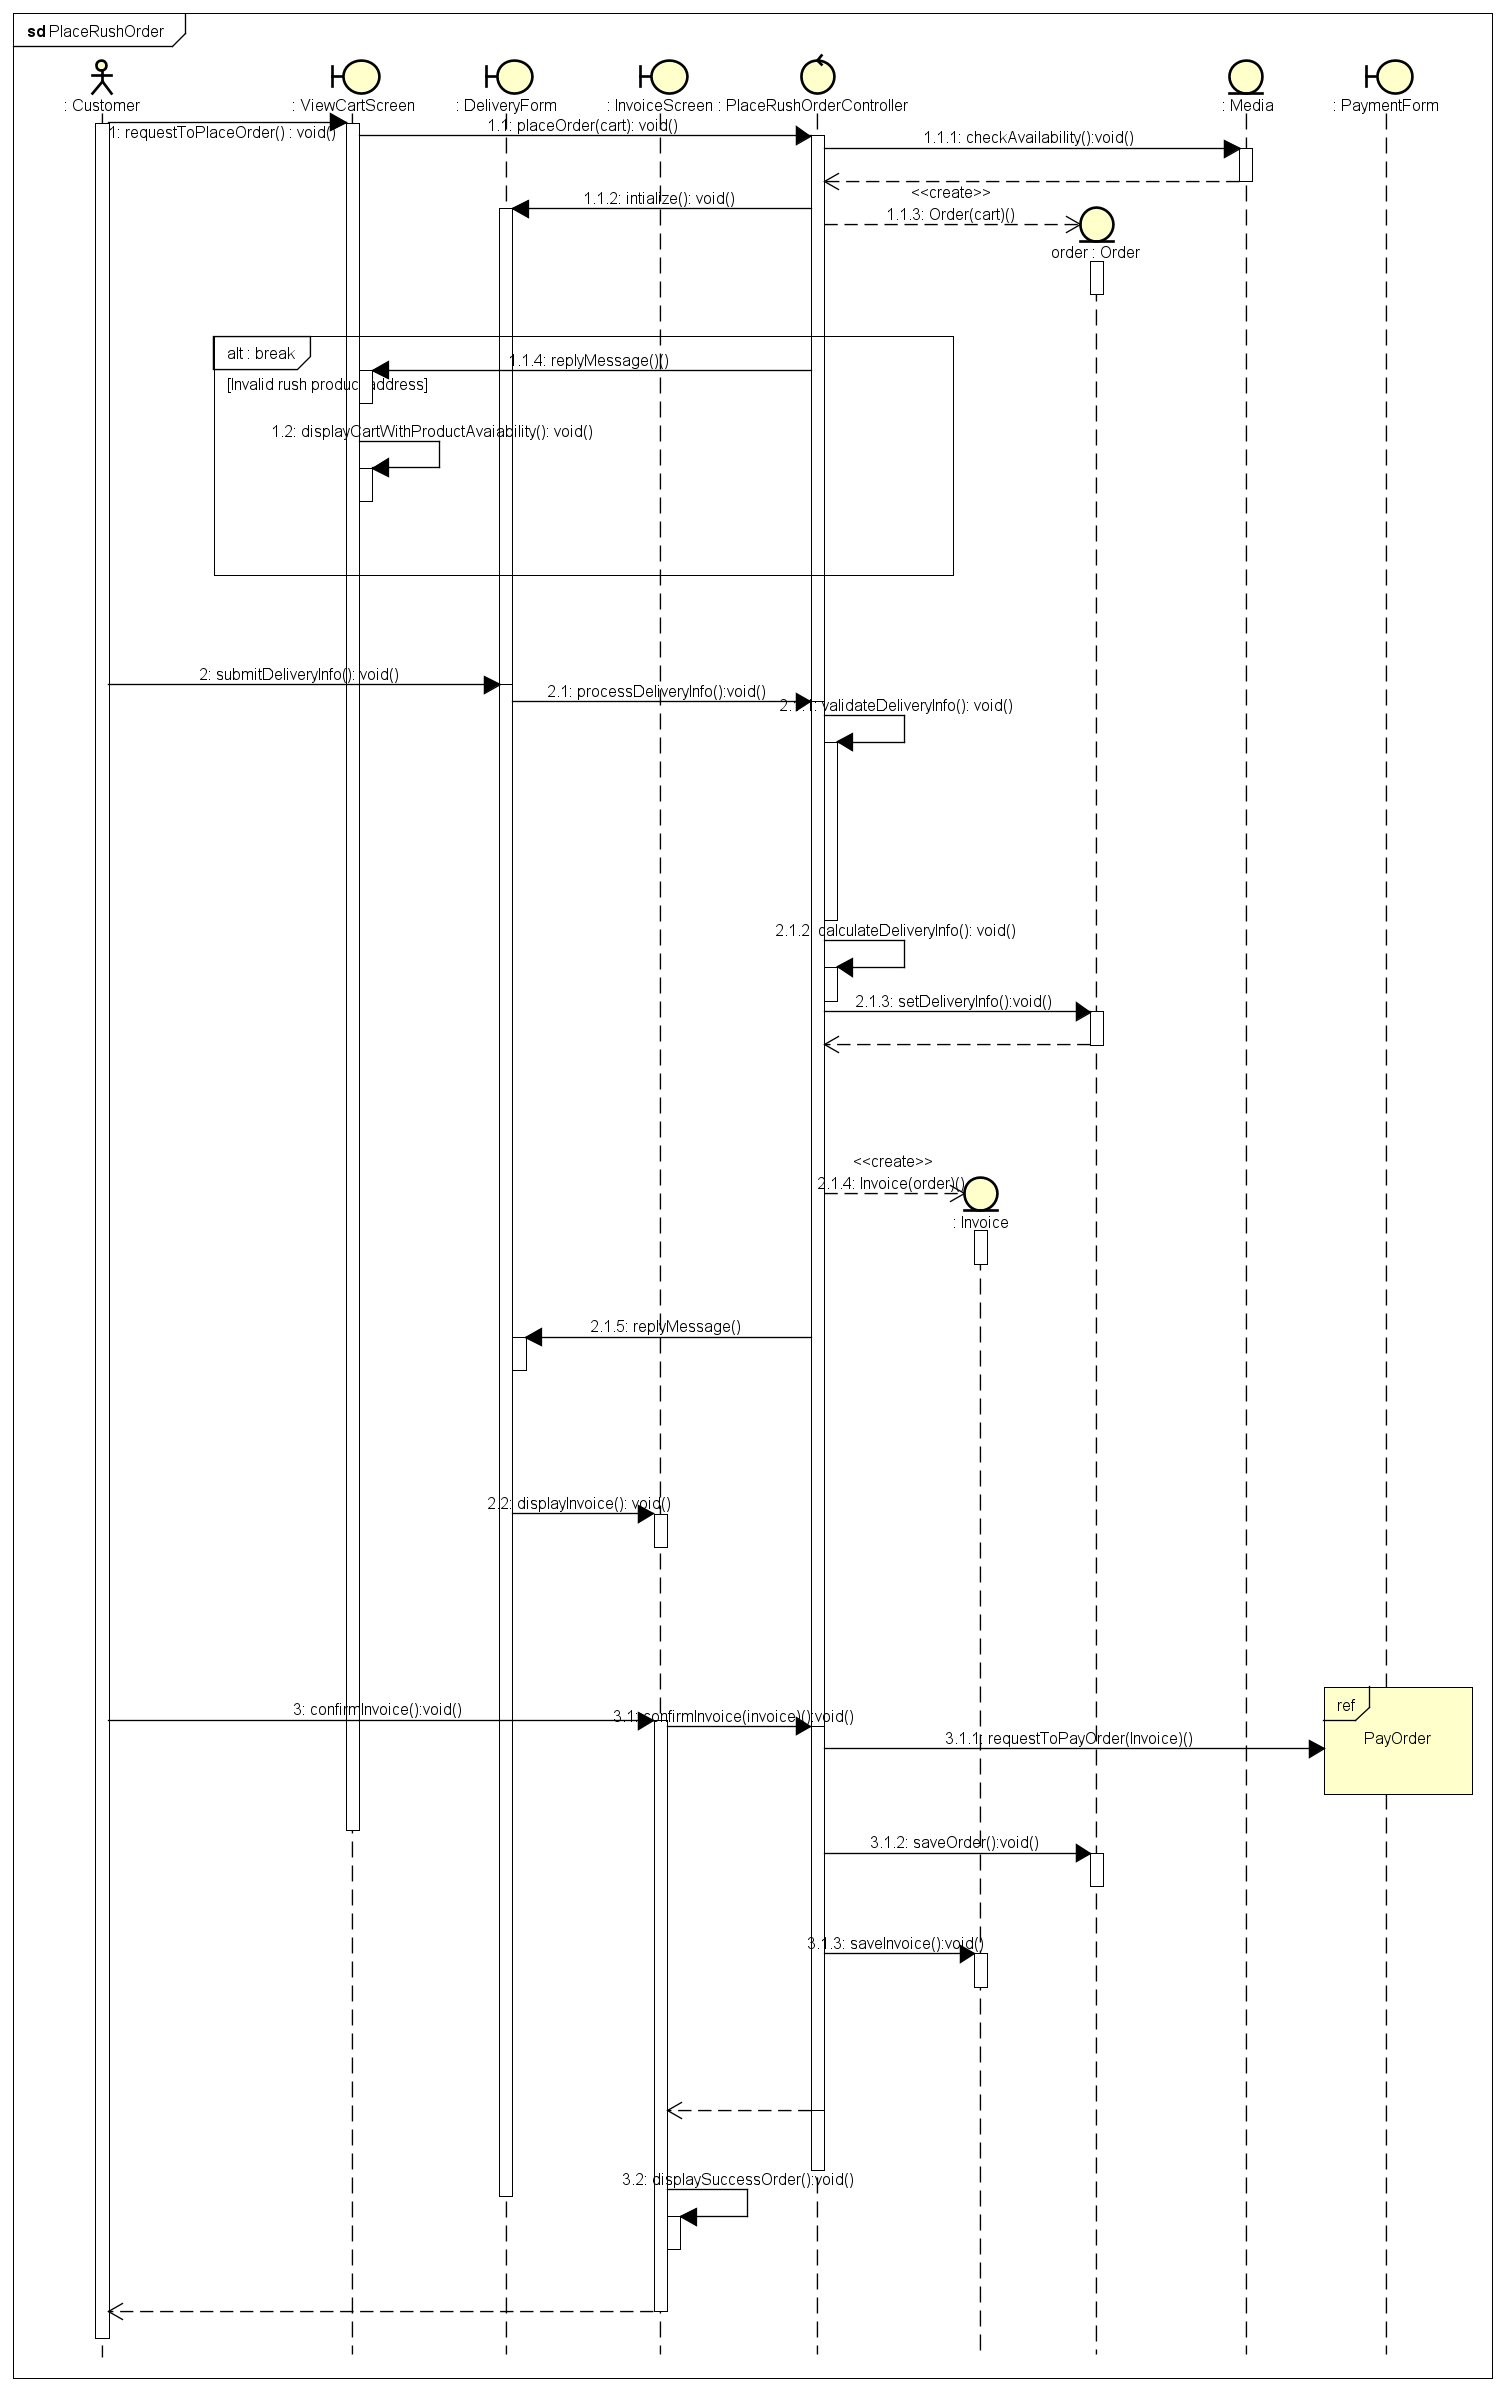 sd PlaceRushOrder
: Customer
: ViewCartScreen
: DeliveryForm
: InvoiceScreen
: PlaceRushOrderController
: Media
: PaymentForm
1: requestToPlaceOrder() : void()
1.1: placeOrder(cart): void()
1.1.1: checkAvailability():void()
<<create>>
1.1.2: intialize(): void()
1.1.3: Order(cart)()
order : Order
alt : break
1.1.4: replyMessage()()
[Invalid rush product address]
1.2: displayCartWithProductAvaiability(): void()
2: submitDeliveryInfo(): void()
2.1: processDeliveryInfo():void()
2.1.1: validateDeliveryInfo(): void()
2.1.2: calculateDeliveryInfo(): void()
2.1.3: setDeliveryInfo():void()
<<create>>
2.1.4: Invoice(order)()
: Invoice
2.1.5: replyMessage()
2.2: displayInvoice(): void()
ref
3: confirmInvoice():void()
3.1: confirmInvoice(invoice)():void()
3.1.1: requestToPayOrder(Invoice)()
PayOrder
3.1.2: saveOrder():void()
3.1.3: saveInvoice():void()
3.2: displaySuccessOrder():void()